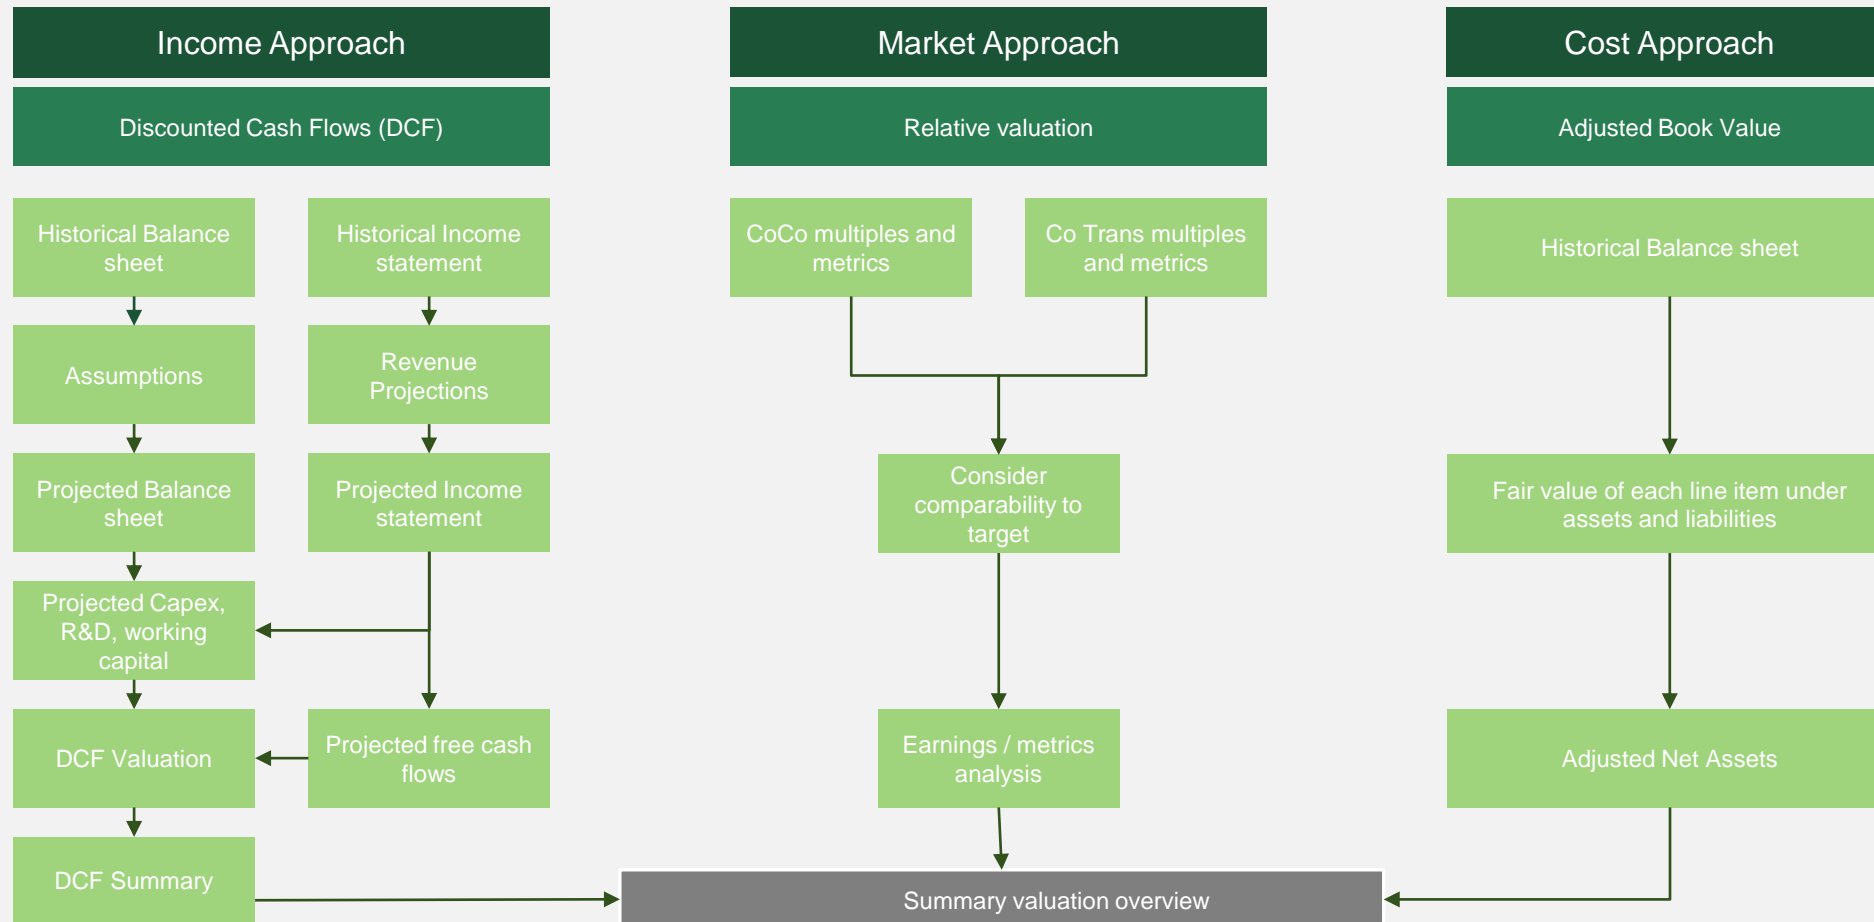 Income Approach
Market Approach
Cost Approach
Discounted Cash Flows (DCF)
Relative valuation
Adjusted Book Value
Historical Balance
sheet
Historical Income
statement
CoCo multiples and
metrics
Co Trans multiples
and metrics
Historical Balance sheet
Assumptions
Revenue
Projections
Projected Balance
sheet
Projected Income
statement
Consider
comparability to
target
Fair value of each line item under
assets and liabilities
Projected Capex,
R&D, working
capital
DCF Valuation
Projected free cash
flows
Earnings / metrics
analysis
Adjusted Net Assets
DCF Summary
Summary valuation overview